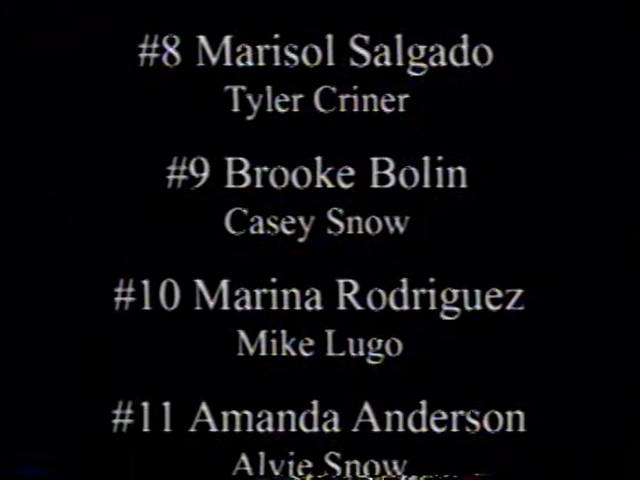 #8 Marisol Salgado
Tyler Criner
#9 Brooke Bolin
Casey Snow
#10 Marina Rodriguez
Mike Lugo
#11 Amanda Anderson
Alvie Snow